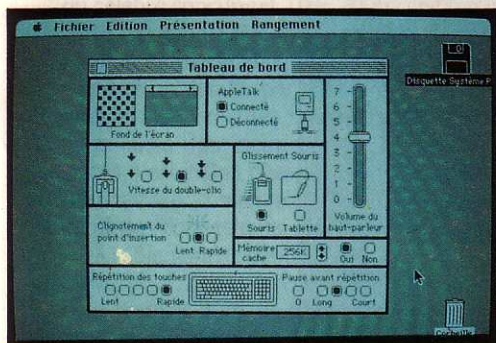 Fichier Edition Présentation Rangement
Disquette Système
Tableau de bord
Fond de l'écran
AppleTalk
Connecté
Déconnecté
7
6
5
4
3
2
1
0
Volume du
haut-parleur
Vitesse du double-clic
Glissement Souris
Souris Tablette
Clignotement du
point d'insertion
Lent Rapide
Mémoire
cache
256K
Oui Non
Répétition des touches
Lent Rapide
Pause avant répétition
0 Long Court
Corbeille